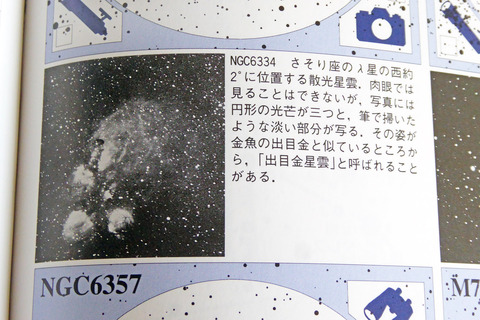 NGC6334　さそり座のλ星の西約
2°に位置する散光星雲．肉眼では
見ることはできないが，写真には
円形の光芒が三つと，筆で掃いた
ような淡い部分が写る．その姿が
金魚の出目金と似ているところか
ら，「出目金星雲」と呼ばれること
がある．
NGC6357
M7